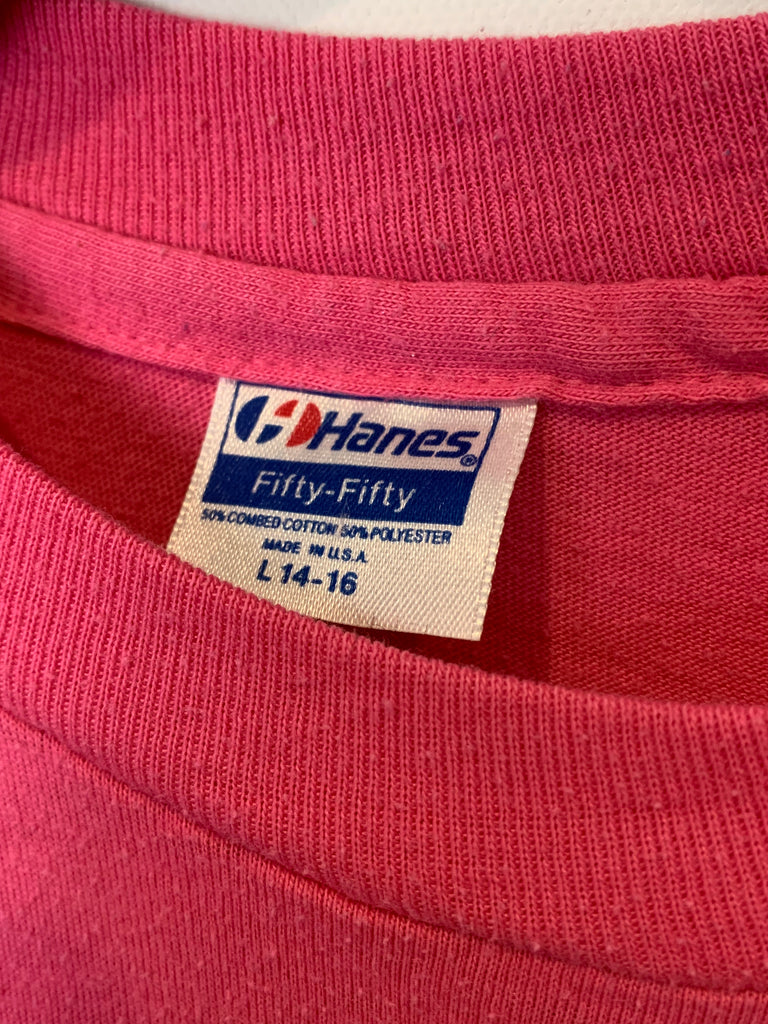 Hanes®
Fifty-Fifty
50% COMBED COTTON 50% POLYESTER
MADE IN U.S.A.
L 14-16